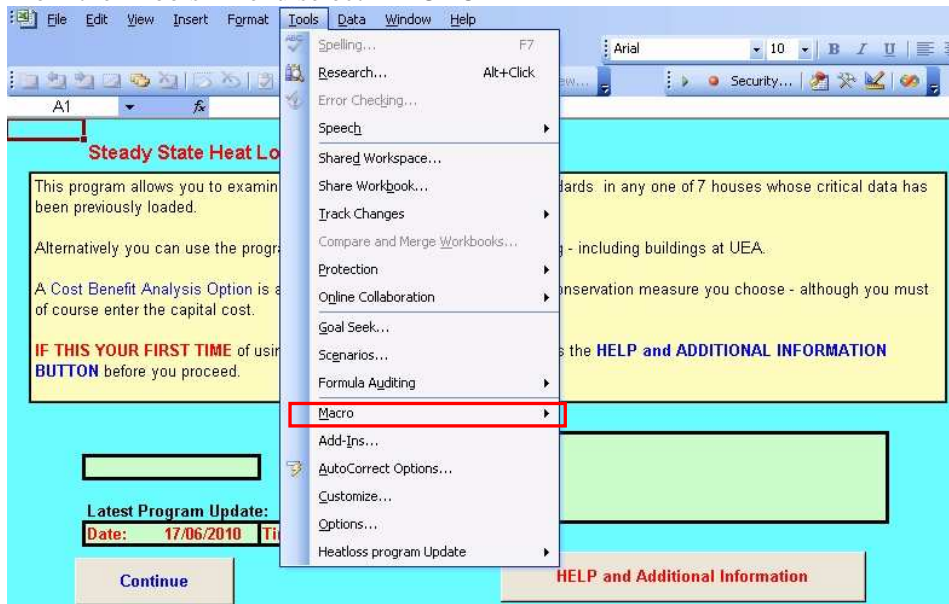 File Edit View Insert Format Tools Data Window Help
Arial 10 B I U
Security...
A1 fx
Spelling... F7
Research... Alt+Click
Error Checking...
Speech
Shared Workspace...
Share Workbook...
Track Changes
Compare and Merge Workbooks...
Protection
Online Collaboration
Goal Seek...
Scenarios...
Formula Auditing
Macro
Add-Ins...
AutoCorrect Options...
Customize...
Options...
Heatloss program Update
Steady State Heat Lo
This program allows you to examin dards in any one of 7 houses whose critical data has
been previously loaded.
Alternatively you can use the progra g - including buildings at UEA.
A Cost Benefit Analysis Option is a onservation measure you choose - although you must
of course enter the capital cost.
IF THIS YOUR FIRST TIME of usin s the HELP and ADDITIONAL INFORMATION
BUTTON before you proceed.
Latest Program Update:
Date: 17/06/2010 Ti
Continue
HELP and Additional Information